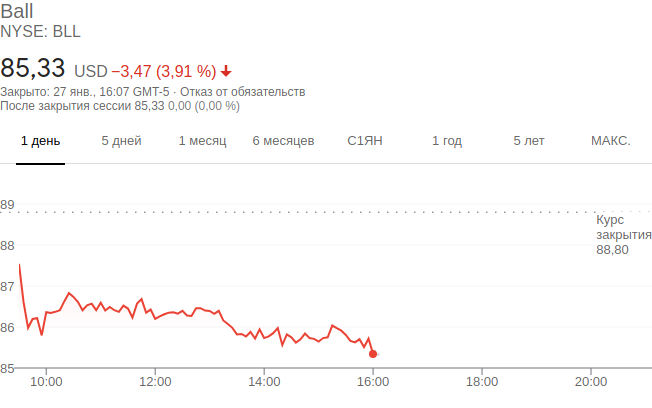 Ball
NYSE: BLL
85,33 USD −3,47 (3,91 %)
Закрыто: 27 янв., 16:07 GMT-5 · Отказ от обязательств
После закрытия сессии 85,33 0,00 (0,00 %)
1 день 5 дней 1 месяц 6 месяцев С1ЯН 1 год 5 лет МАКС.
89
Курс
закрытия
88,80
88
87
86
85
10:00 12:00 14:00 16:00 18:00 20:00